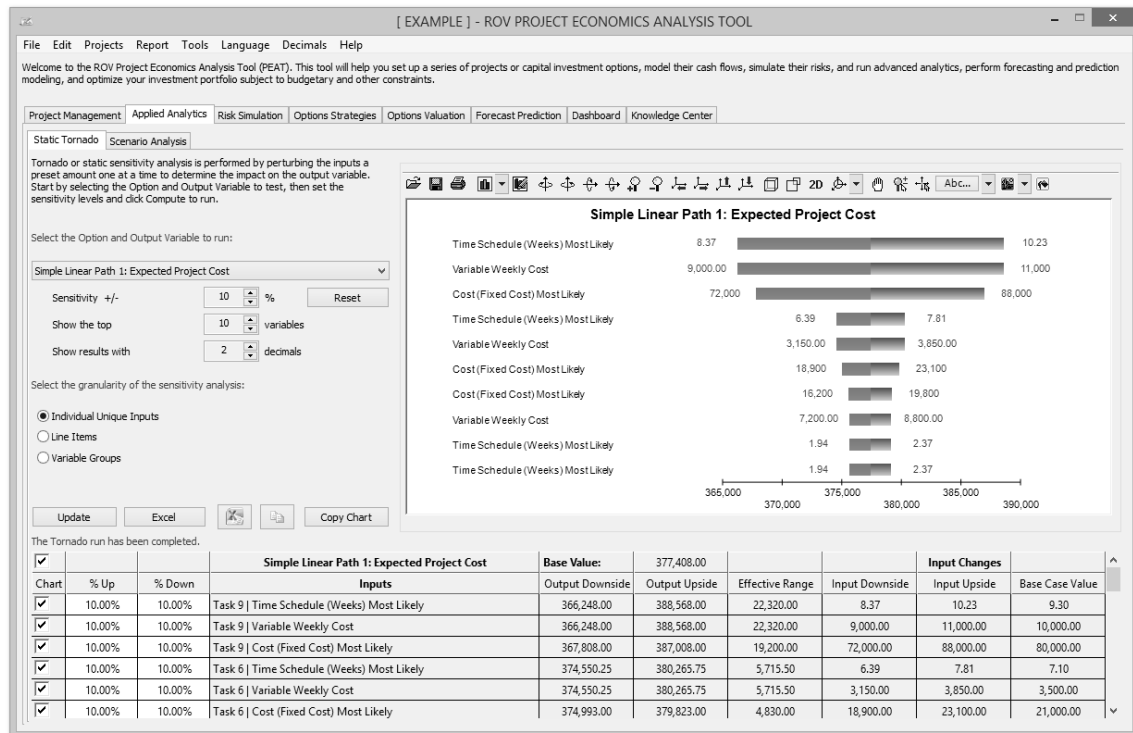 [ EXAMPLE ] - ROV PROJECT ECONOMICS ANALYSIS TOOL
File Edit Projects Report Tools Language Decimals Help
Welcome to the ROV Project Economics Analysis Tool (PEAT). This tool will help you set up a series of projects or capital investment options, model their cash flows, simulate their risks, and run advanced analytics, perform forecasting and prediction
modeling, and optimize your investment portfolio subject to budgetary and other constraints.
Project Management Applied Analytics Risk Simulation Options Strategies Options Valuation Forecast Prediction Dashboard Knowledge Center
Static Tornado Scenario Analysis
Tornado or static sensitivity analysis is performed by perturbing the inputs a
preset amount one at a time to determine the impact on the output variable.
Start by selecting the Option and Output Variable to test, then set the
sensitivity levels and click Compute to run.
Select the Option and Output Variable to run:
Simple Linear Path 1: Expected Project Cost
Sensitivity +/- 10 % Reset
Show the top 10 variables
Show results with 2 decimals
Select the granularity of the sensitivity analysis:
Individual Unique Inputs
Line Items
Variable Groups
Update Excel Copy Chart
The Tornado run has been completed.
2D Abc...
Simple Linear Path 1: Expected Project Cost
Time Schedule (Weeks) Most Likely 8.37 10.23
Variable Weekly Cost 9,000.00 11,000
Cost (Fixed Cost) Most Likely 72,000 88,000
Time Schedule (Weeks) Most Likely 6.39 7.81
Variable Weekly Cost 3,150.00 3,850.00
Cost (Fixed Cost) Most Likely 18,900 23,100
Cost (Fixed Cost) Most Likely 16,200 19,800
Variable Weekly Cost 7,200.00 8,800.00
Time Schedule (Weeks) Most Likely 1.94 2.37
Time Schedule (Weeks) Most Likely 1.94 2.37
365,000 375,000 385,000
370,000 380,000 390,000
Simple Linear Path 1: Expected Project Cost Base Value: 377,408.00 Input Changes
Chart % Up % Down Inputs Output Downside Output Upside Effective Range Input Downside Input Upside Base Case Value
10.00% 10.00% Task 9 | Time Schedule (Weeks) Most Likely 366,248.00 388,568.00 22,320.00 8.37 10.23 9.30
10.00% 10.00% Task 9 | Variable Weekly Cost 366,248.00 388,568.00 22,320.00 9,000.00 11,000.00 10,000.00
10.00% 10.00% Task 9 | Cost (Fixed Cost) Most Likely 367,808.00 387,008.00 19,200.00 72,000.00 88,000.00 80,000.00
10.00% 10.00% Task 6 | Time Schedule (Weeks) Most Likely 374,550.25 380,265.75 5,715.50 6.39 7.81 7.10
10.00% 10.00% Task 6 | Variable Weekly Cost 374,550.25 380,265.75 5,715.50 3,150.00 3,850.00 3,500.00
10.00% 10.00% Task 6 | Cost (Fixed Cost) Most Likely 374,993.00 379,823.00 4,830.00 18,900.00 23,100.00 21,000.00